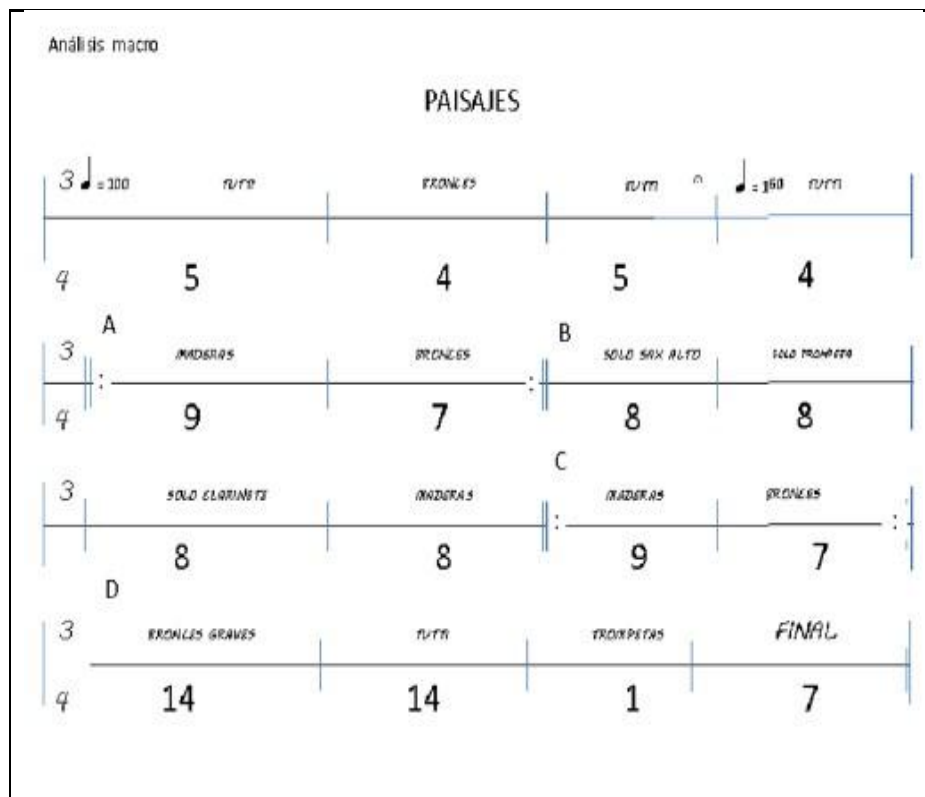 Análisis macro
PAISAJES
3 ♩ = 100 TUTTI BRONCES TUTTI ♩ = 160 TUTTI
4 5 4 5 4
A B
3 MADERAS BRONCES SOLO SAX ALTO SOLO TROMPETA
4 9 7 8 8
C
3 SOLO CLARINETE MADERAS MADERAS BRONCES
8 8 9 7
D
3 BRONCES GRAVES TUTTI TROMPETAS FINAL
4 14 14 1 7